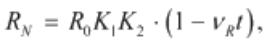 R_N = R_0 K_1 K_2 · (1 − ν_R t),